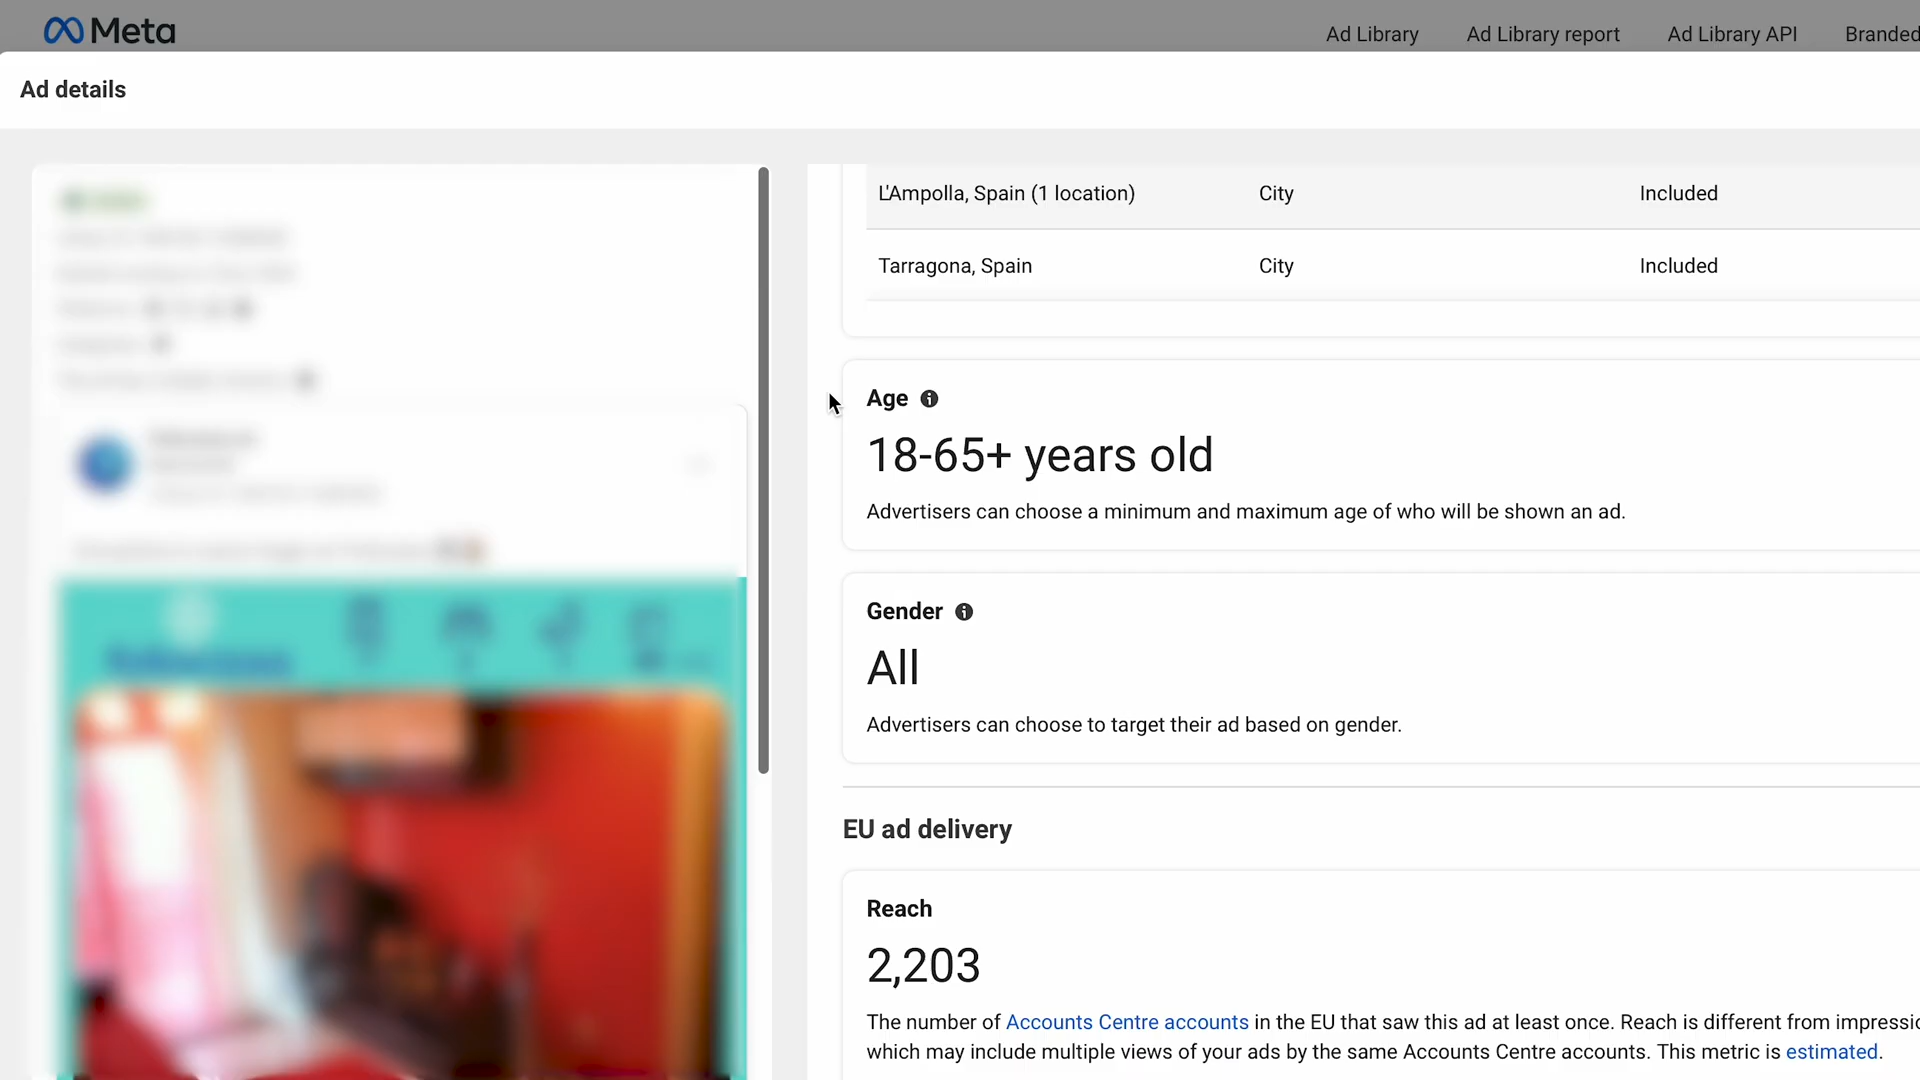 Meta
Ad Library
Ad Library report
Ad Library API
Branded
Ad details
L'Ampolla, Spain (1 location)
City
Included
Tarragona, Spain
City
Included
Age
18-65+ years old
Advertisers can choose a minimum and maximum age of who will be shown an ad.
Gender
All
Advertisers can choose to target their ad based on gender.
EU ad delivery
Reach
2,203
The number of Accounts Centre accounts in the EU that saw this ad at least once. Reach is different from impressio
which may include multiple views of your ads by the same Accounts Centre accounts. This metric is estimated.